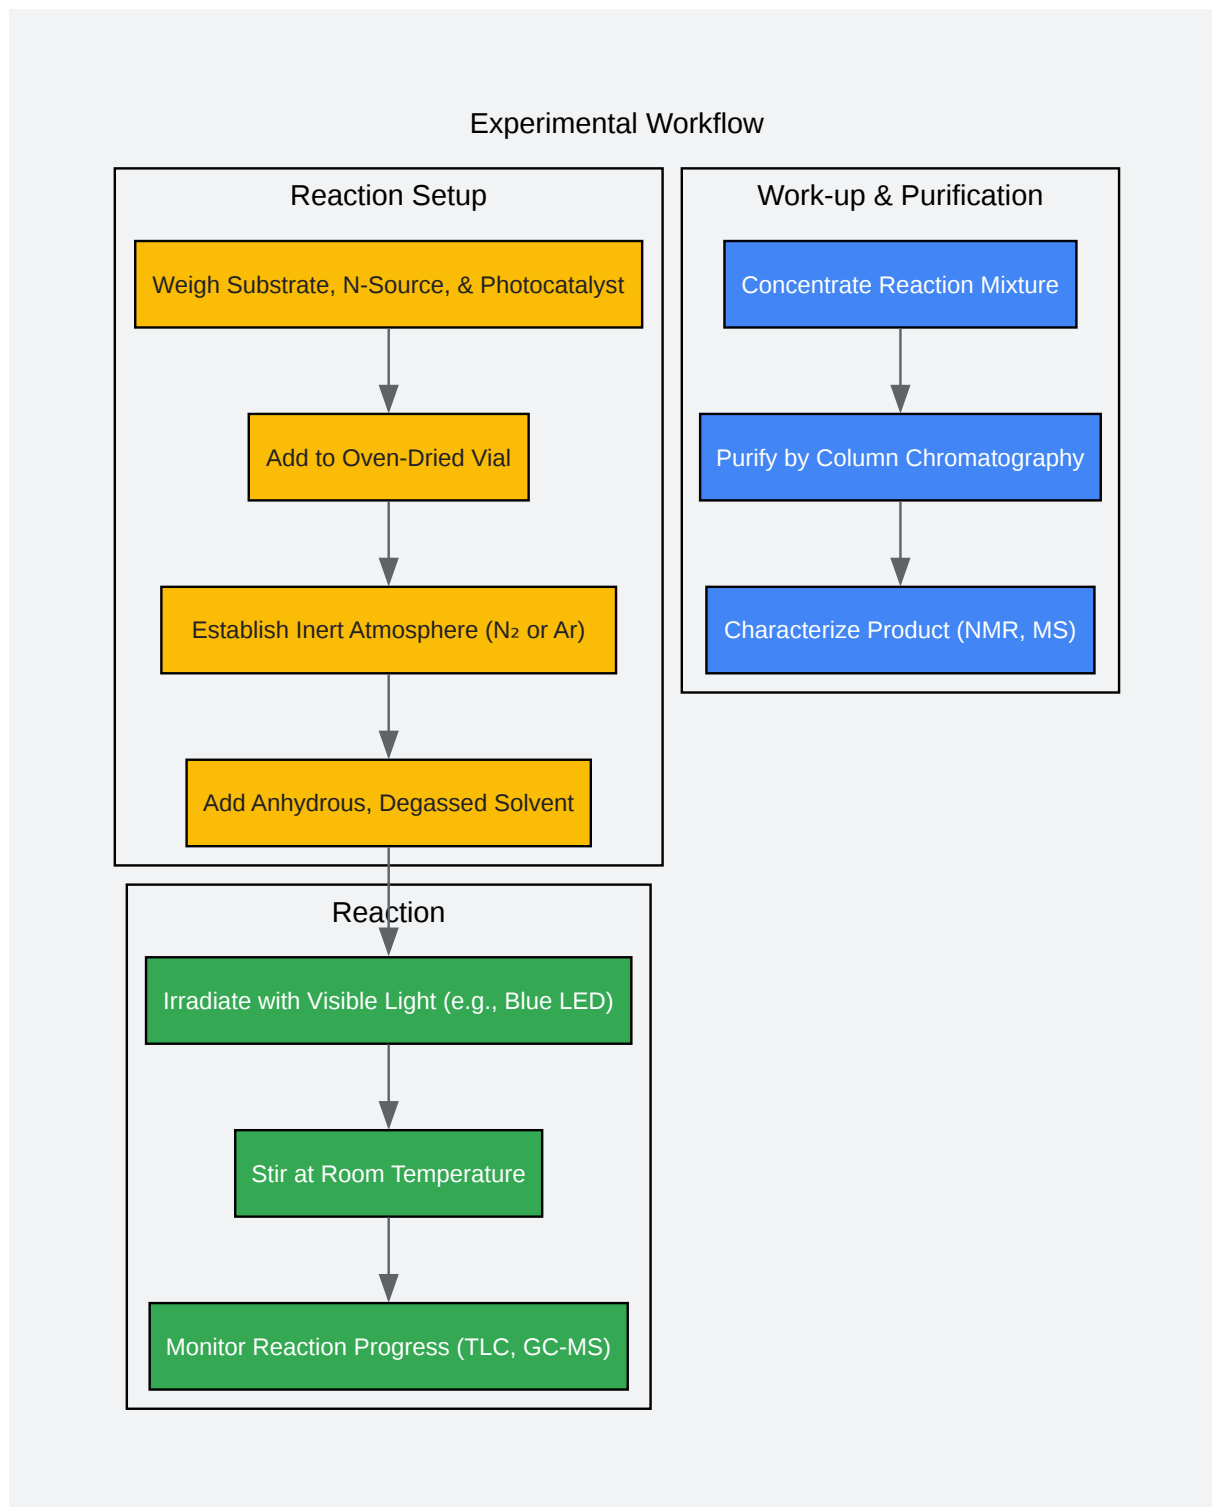 Experimental Workflow
Reaction Setup
Weigh Substrate, N-Source, & Photocatalyst
Add to Oven-Dried Vial
Establish Inert Atmosphere (N₂ or Ar)
Add Anhydrous, Degassed Solvent
Reaction
Irradiate with Visible Light (e.g., Blue LED)
Stir at Room Temperature
Monitor Reaction Progress (TLC, GC-MS)
Work-up & Purification
Concentrate Reaction Mixture
Purify by Column Chromatography
Characterize Product (NMR, MS)